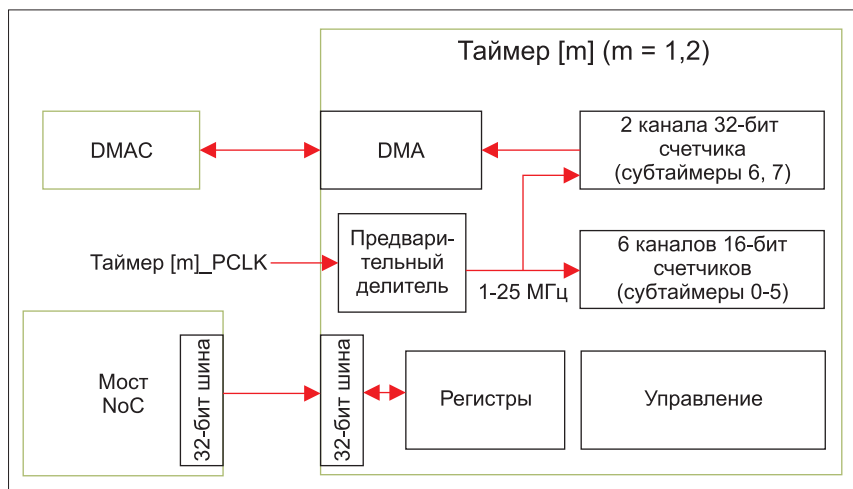 Таймер [m] (m = 1,2)
DMAC
DMA
2 канала 32-бит
счетчика
(субтаймеры 6, 7)
Таймер [m]_PCLK
Предвари-
тельный
делитель
1-25 МГц
6 каналов 16-бит
счетчиков
(субтаймеры 0-5)
Мост
NoC
32-бит шина
32-бит шина
Регистры
Управление